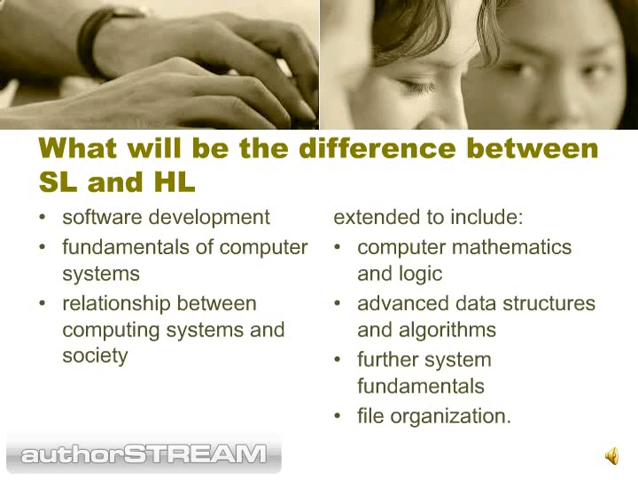 What will be the difference between
SL and HL
• software development
• fundamentals of computer
systems
• relationship between
computing systems and
society
extended to include:
• computer mathematics
and logic
• advanced data structures
and algorithms
• further system
fundamentals
• file organization.
authorSTREAM